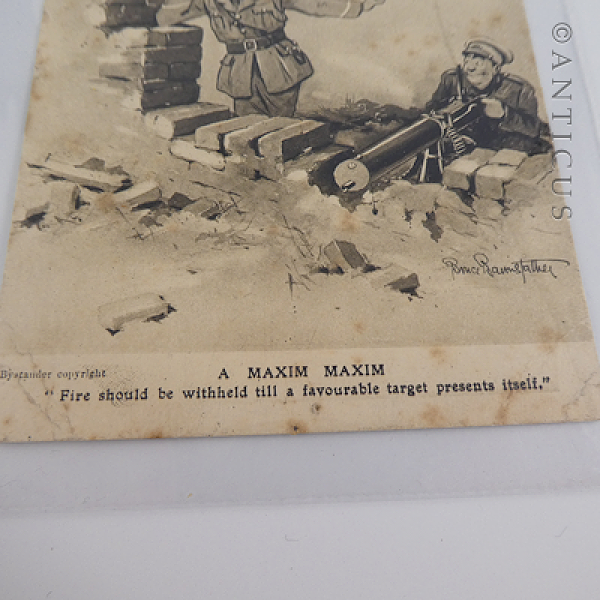 © ANTICUS
Bruce Bairnsfather
Bystander copyright
A MAXIM MAXIM
" Fire should be withheld till a favourable target presents itself."